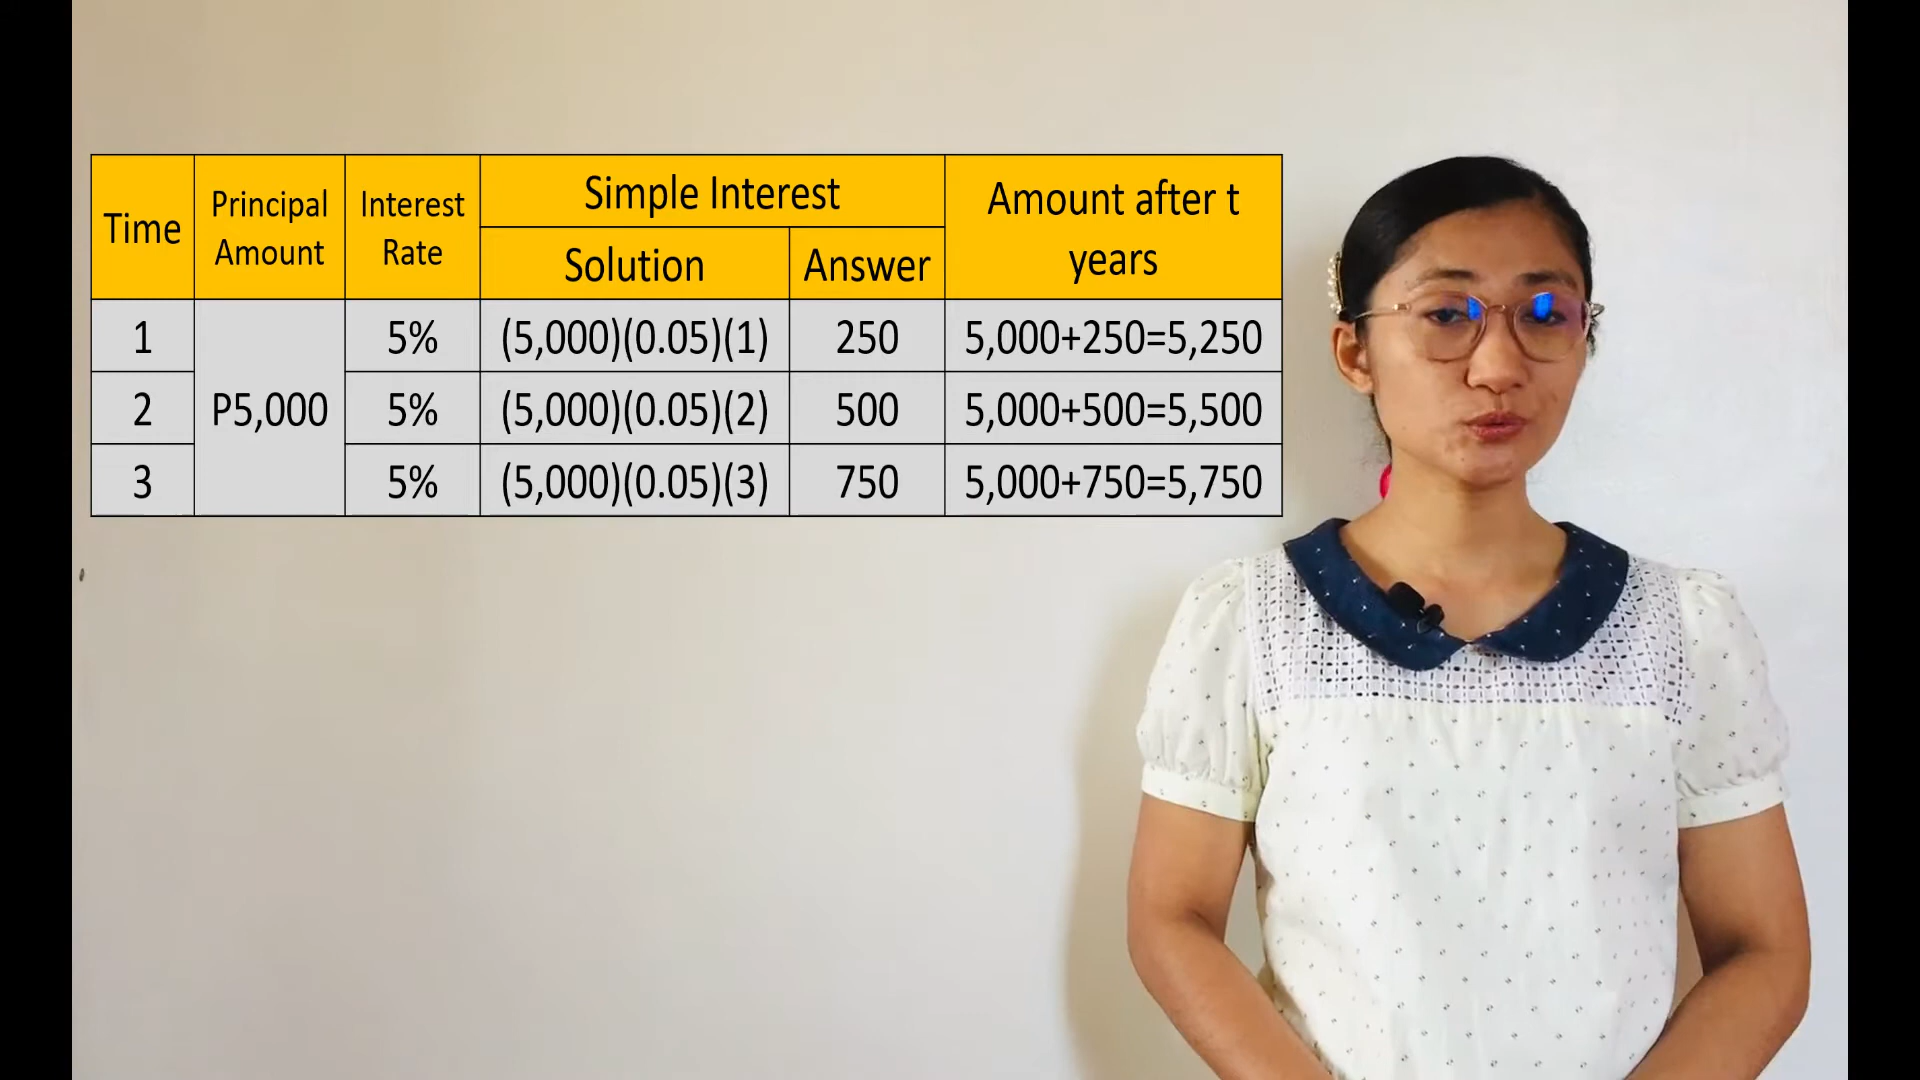 Time Principal Amount Interest Rate Simple Interest Amount after t years
Solution Answer
1 5% (5,000)(0.05)(1) 250 5,000+250=5,250
2 P5,000 5% (5,000)(0.05)(2) 500 5,000+500=5,500
3 5% (5,000)(0.05)(3) 750 5,000+750=5,750